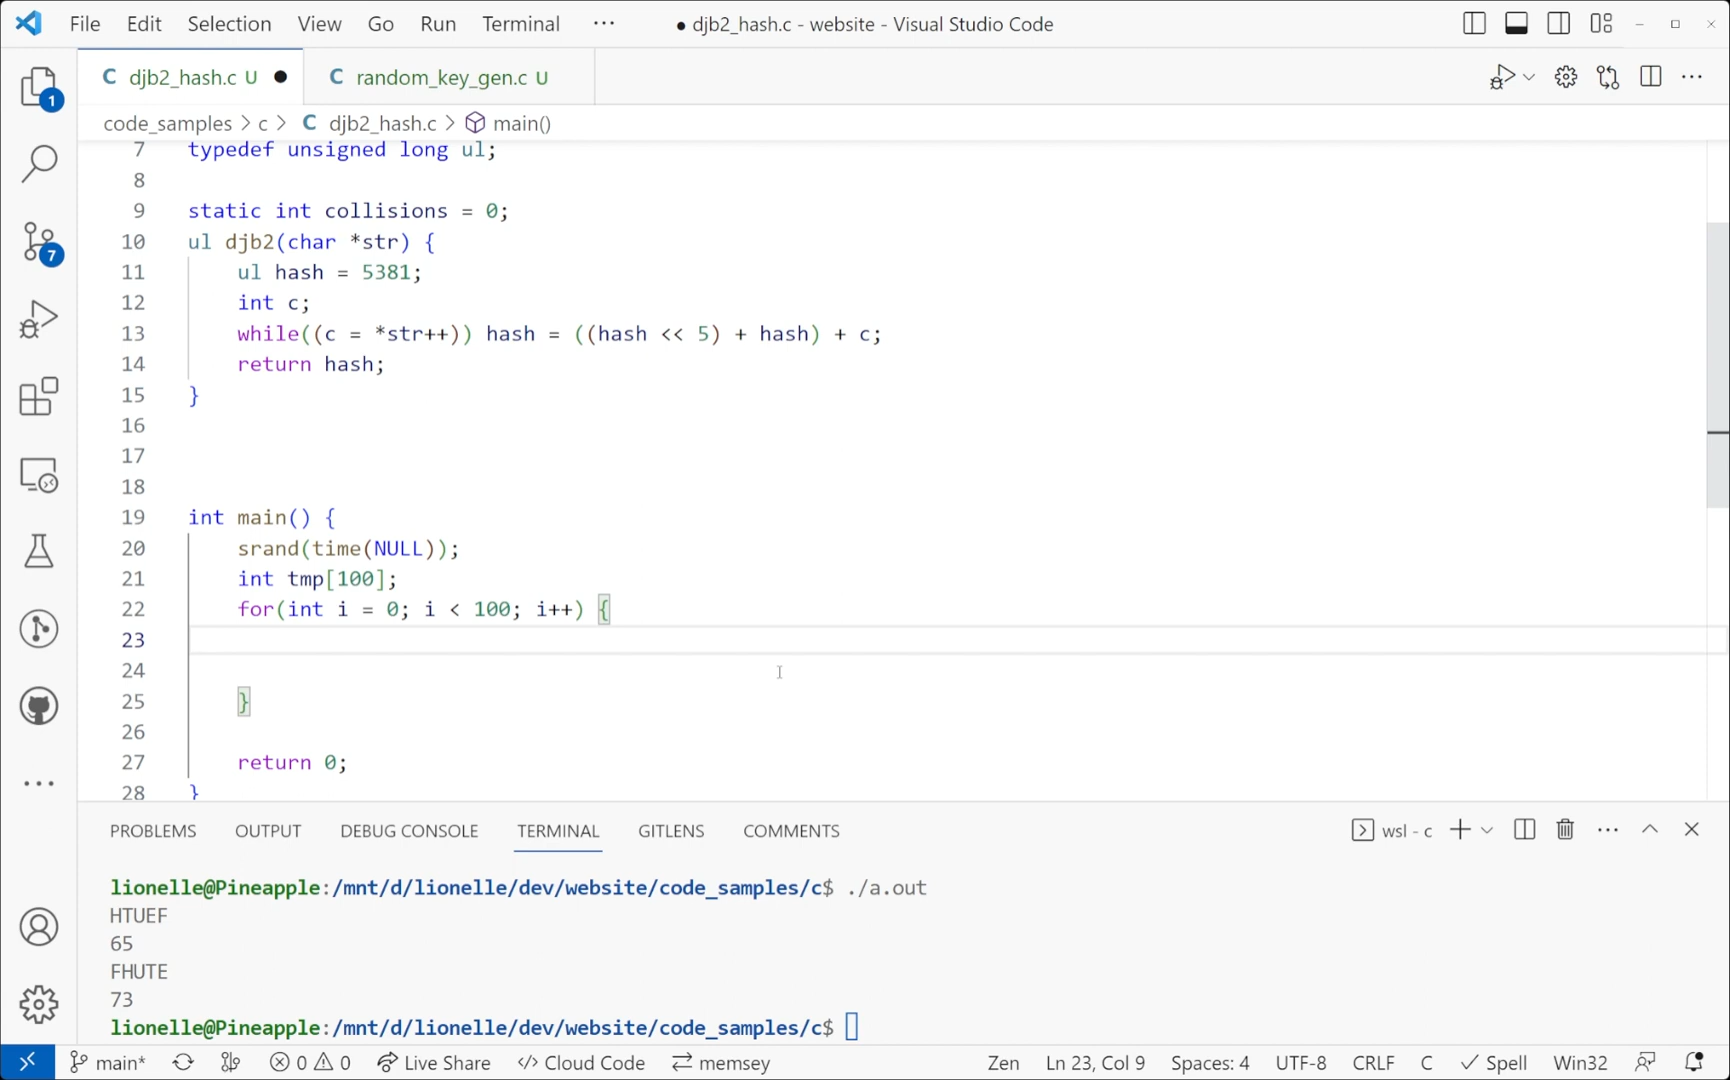 File Edit Selection View Go Run Terminal ··· ● djb2_hash.c - website - Visual Studio Code
C djb2_hash.c U ● C random_key_gen.c U
code_samples > c > C djb2_hash.c > main()
7 typedef unsigned long ul;
8
9 static int collisions = 0;
10 ul djb2(char *str) {
11 ul hash = 5381;
12 int c;
13 while((c = *str++)) hash = ((hash << 5) + hash) + c;
14 return hash;
15 }
16
17
18
19 int main() {
20 srand(time(NULL));
21 int tmp[100];
22 for(int i = 0; i < 100; i++) {
23
24
25 }
26
27 return 0;
28 }
1
7
PROBLEMS OUTPUT DEBUG CONSOLE TERMINAL GITLENS COMMENTS wsl - c
lionelle@Pineapple:/mnt/d/lionelle/dev/website/code_samples/c$ ./a.out
HTUEF
65
FHUTE
73
lionelle@Pineapple:/mnt/d/lionelle/dev/website/code_samples/c$
main* 0 0 Live Share Cloud Code memsey Zen Ln 23, Col 9 Spaces: 4 UTF-8 CRLF C Spell Win32